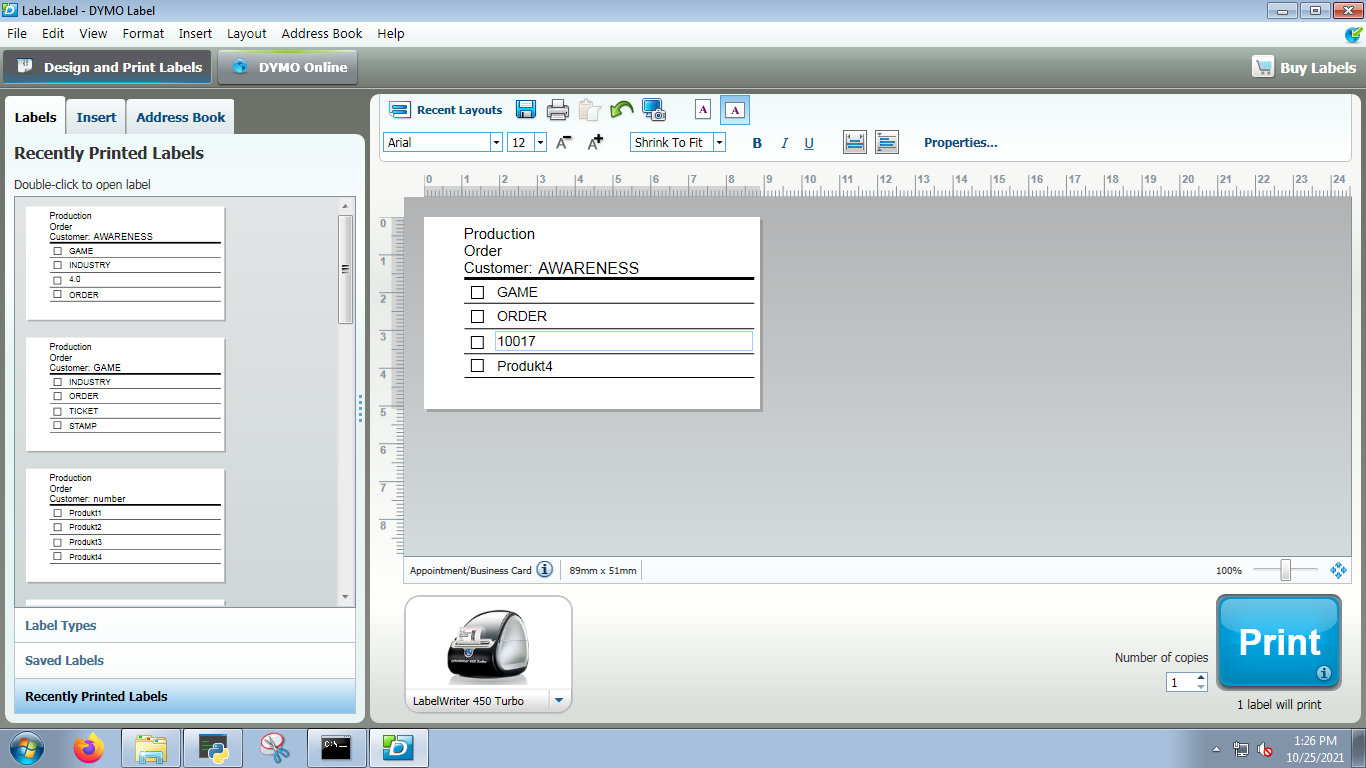 Label.label - DYMO Label
File Edit View Format Insert Layout Address Book Help
Design and Print Labels DYMO Online Buy Labels
Labels Insert Address Book
Recently Printed Labels
Double-click to open label
Production
Order
Customer: AWARENESS
GAME
INDUSTRY
4.0
ORDER
Production
Order
Customer: GAME
INDUSTRY
ORDER
TICKET
STAMP
Production
Order
Customer: number
Produkt1
Produkt2
Produkt3
Produkt4
Label Types
Saved Labels
Recently Printed Labels
Recent Layouts A A
Arial 12 A A Shrink To Fit B I U Properties...
0 1 2 3 4 5 6 7 8 9 10 11 12 13 14 15 16 17 18 19 20 21 22 23 24
0
1
2
3
4
5
6
7
8
Production
Order
Customer: AWARENESS
GAME
ORDER
10017
Produkt4
Appointment/Business Card 89mm x 51mm 100%
LabelWriter 450 Turbo
Number of copies
1
Print
1 label will print
C:\_
1:26 PM
10/25/2021